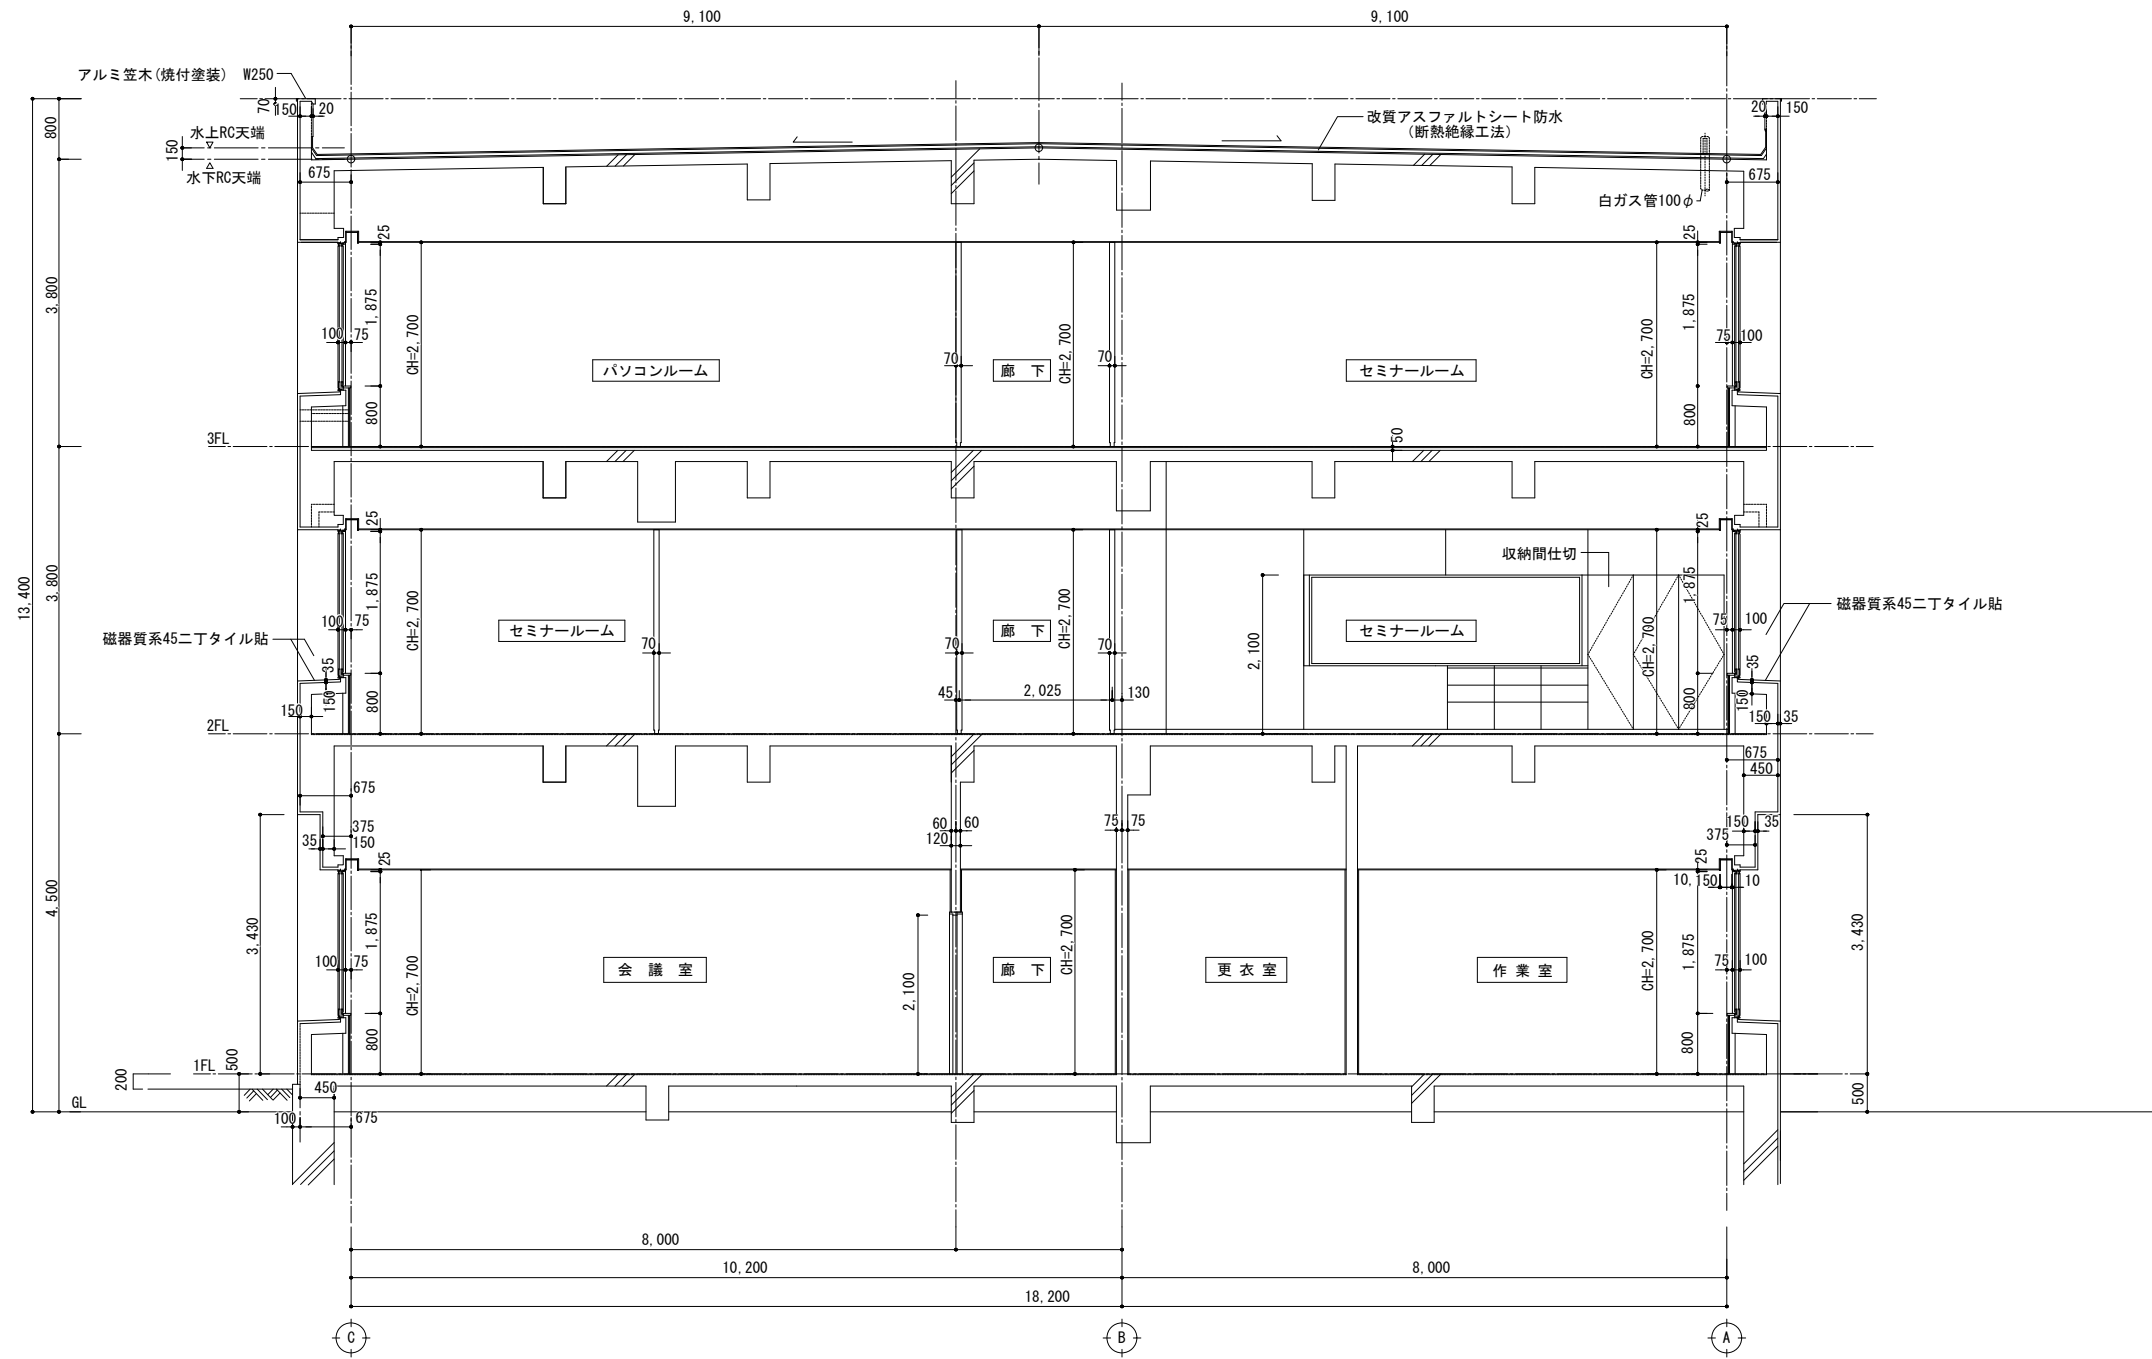 9,100
9,100
アルミ笠木(焼付塗装) W250
70
150
20
20
150
800
水上RC天端
150
水下RC天端
675
改質アスファルトシート防水
(断熱絶縁工法)
675
白ガス管100φ
25
25
3,800
1,875
CH=2,700
CH=2,700
CH=2,700
1,875
100
75
70
70
75
100
パソコンルーム
廊 下
セミナールーム
800
800
3FL
50
25
25
収納間仕切
13,400
3,800
1,875
CH=2,700
CH=2,700
1,875
100
75
75
100
磁器質系45二丁タイル貼
磁器質系45二丁タイル貼
セミナールーム
廊 下
セミナールーム
70
70
70
2,100
CH=2,700
35
150
35
150
45
2,025
130
800
800
150
150
35
2FL
675
450
675
375
35
150
60
60
120
75
75
150
35
375
25
25
10
150
10
4,500
3,430
1,875
CH=2,700
CH=2,700
CH=2,700
1,875
3,430
100
75
75
100
会 議 室
廊 下
更 衣 室
作 業 室
2,100
800
800
1FL
500
200
450
GL
500
100
675
8,000
10,200
8,000
18,200
C
B
A